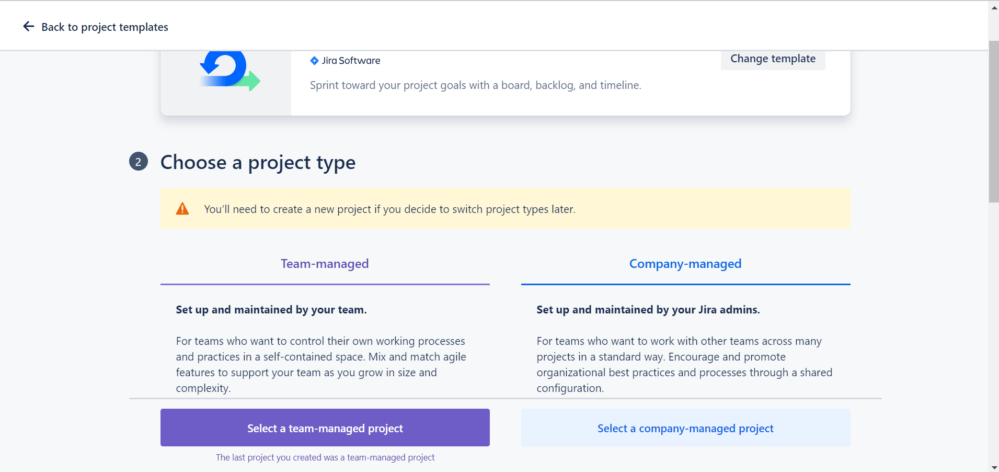 Back to project templates
Jira Software
Change template
Sprint toward your project goals with a board, backlog, and timeline.
2
Choose a project type
You’ll need to create a new project if you decide to switch project types later.
Team-managed
Set up and maintained by your team.
For teams who want to control their own working processes
and practices in a self-contained space. Mix and match agile
features to support your team as you grow in size and
complexity.
Select a team-managed project
The last project you created was a team-managed project
Company-managed
Set up and maintained by your Jira admins.
For teams who want to work with other teams across many
projects in a standard way. Encourage and promote
organizational best practices and processes through a shared
configuration.
Select a company-managed project